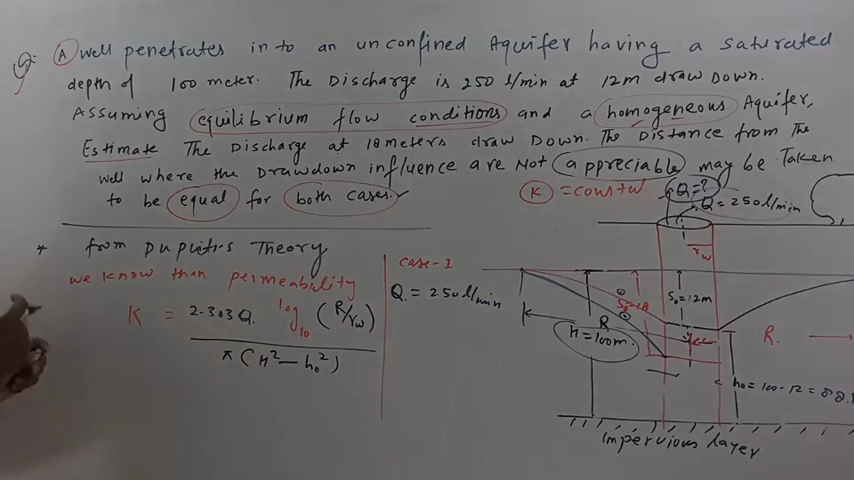 Q:
A well penetrates in to an unconfined Aquifer having a saturated
depth of 100 meter. The Discharge is 250 l/min at 12m draw Down.
Assuming equilibrium flow conditions and a homogeneous Aquifer,
Estimate The Discharge at 18 meters draw Down. The Distance from The
well where the Drawdown influence are Not appreciable may be Taken
to be equal for both cases.
* from Dupuit's Theory
we know than permeability
K = 2.303Q log10 (R/rw)
π (H² – h0²)
case-I
Q = 250 l/min
K =
Q = ?
Q = 250 l/min
rw
S0 = 12m
R
H = 100m.
R.
h0 = 100-12 = 88.
Impervious layer